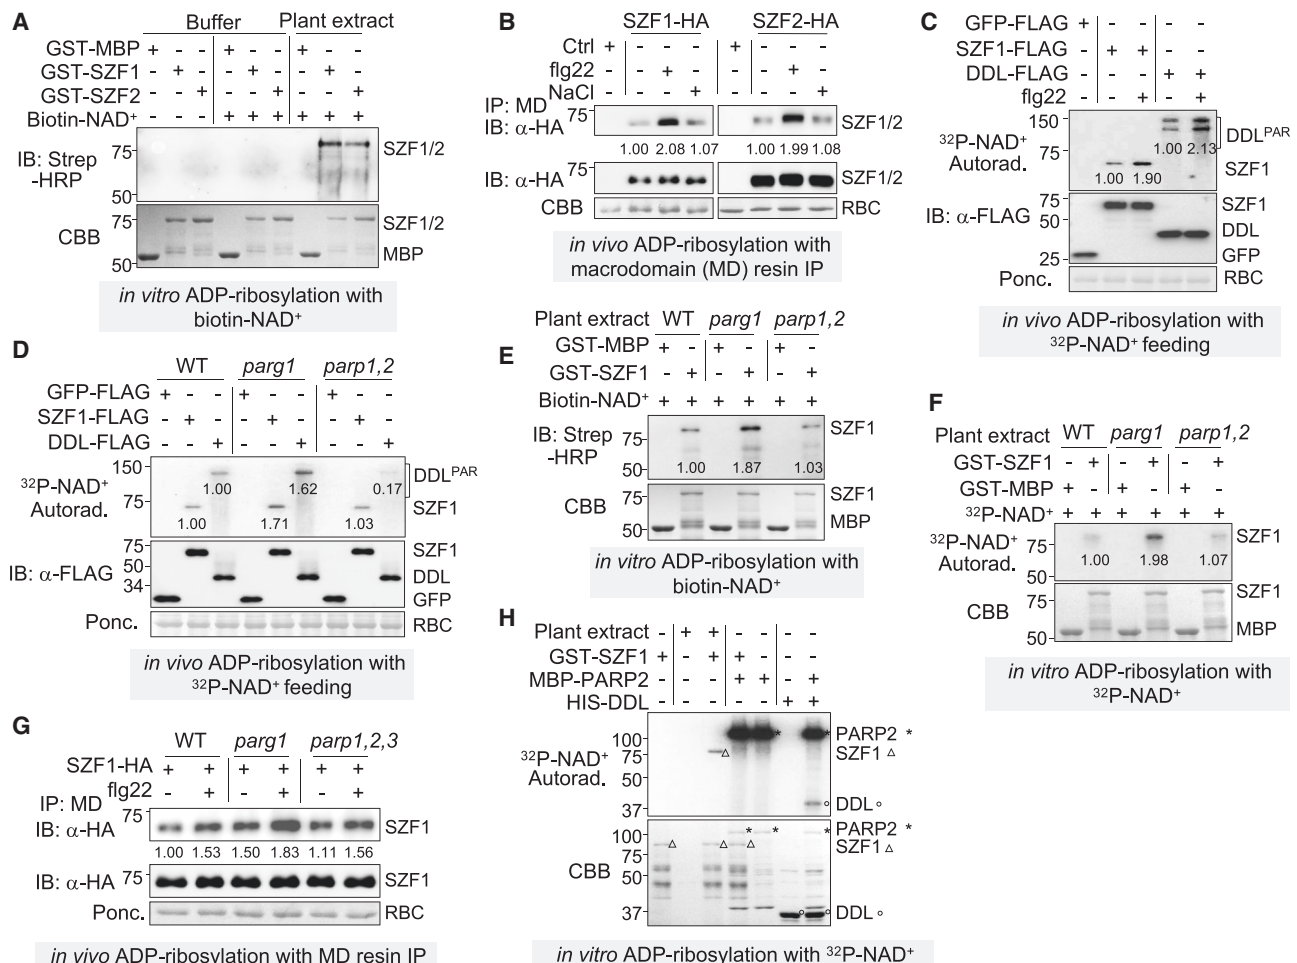 A
Buffer Plant extract
GST-MBP + - - + - - + - -
GST-SZF1 - + - - + - - + -
GST-SZF2 - - + - - + - - +
Biotin-NAD⁺ - - - + + + + + +
IB: Strep -HRP 75 50 SZF1/2
CBB 75 50 SZF1/2 MBP
in vitro ADP-ribosylation with
biotin-NAD⁺
B
SZF1-HA SZF2-HA
Ctrl + - - - + - - -
flg22 - - + - - - + -
NaCl - - - + - - - +
IP: MD
IB: α-HA 75 SZF1/2
1.00 2.08 1.07 1.00 1.99 1.08
IB: α-HA SZF1/2
CBB RBC
in vivo ADP-ribosylation with
macrodomain (MD) resin IP
C
GFP-FLAG + - - - -
SZF1-FLAG - + + - -
DDL-FLAG - - - + +
flg22 - - + - +
³²P-NAD⁺ Autorad. 150 75 DDLᴾᴬᴿ SZF1
1.00 2.13
1.00 1.90
IB: α-FLAG 75 50 25 SZF1 DDL GFP
Ponc. RBC
in vivo ADP-ribosylation with
³²P-NAD⁺ feeding
D
WT parg1 parp1,2
GFP-FLAG + - - + - - + - -
SZF1-FLAG - + - - + - - + -
DDL-FLAG - - + - - + - - +
³²P-NAD⁺ Autorad. 150 75 DDLᴾᴬᴿ SZF1
1.00 1.62 0.17
1.00 1.71 1.03
IB: α-FLAG 75 50 34 SZF1 DDL GFP
Ponc. RBC
in vivo ADP-ribosylation with
³²P-NAD⁺ feeding
E
Plant extract WT parg1 parp1,2
GST-MBP + - + - + -
GST-SZF1 - + - + - +
Biotin-NAD⁺ + + + + + +
IB: Strep -HRP 75 50 SZF1
1.00 1.87 1.03
CBB 75 50 SZF1 MBP
in vitro ADP-ribosylation with
biotin-NAD⁺
F
Plant extract WT parg1 parp1,2
GST-SZF1 - + - + - +
GST-MBP + - + - + -
³²P-NAD⁺ + + + + + +
³²P-NAD⁺ Autorad. 75 50 SZF1
1.00 1.98 1.07
CBB 75 50 SZF1 MBP
in vitro ADP-ribosylation with
³²P-NAD⁺
G
WT parg1 parp1,2,3
SZF1-HA + + + + + +
flg22 - + - + - +
IP: MD
IB: α-HA 75 SZF1
1.00 1.53 1.50 1.83 1.11 1.56
IB: α-HA 75 SZF1
Ponc. RBC
in vivo ADP-ribosylation with MD resin IP
H
Plant extract - + + - - - -
GST-SZF1 + - + + - - -
MBP-PARP2 - - - + + - +
HIS-DDL - - - - - + +
³²P-NAD⁺ Autorad. 100 75 50 37 PARP2 * SZF1 △ DDL ∘
CBB 100 75 50 37 PARP2 * SZF1 △ DDL ∘
in vitro ADP-ribosylation with ³²P-NAD⁺